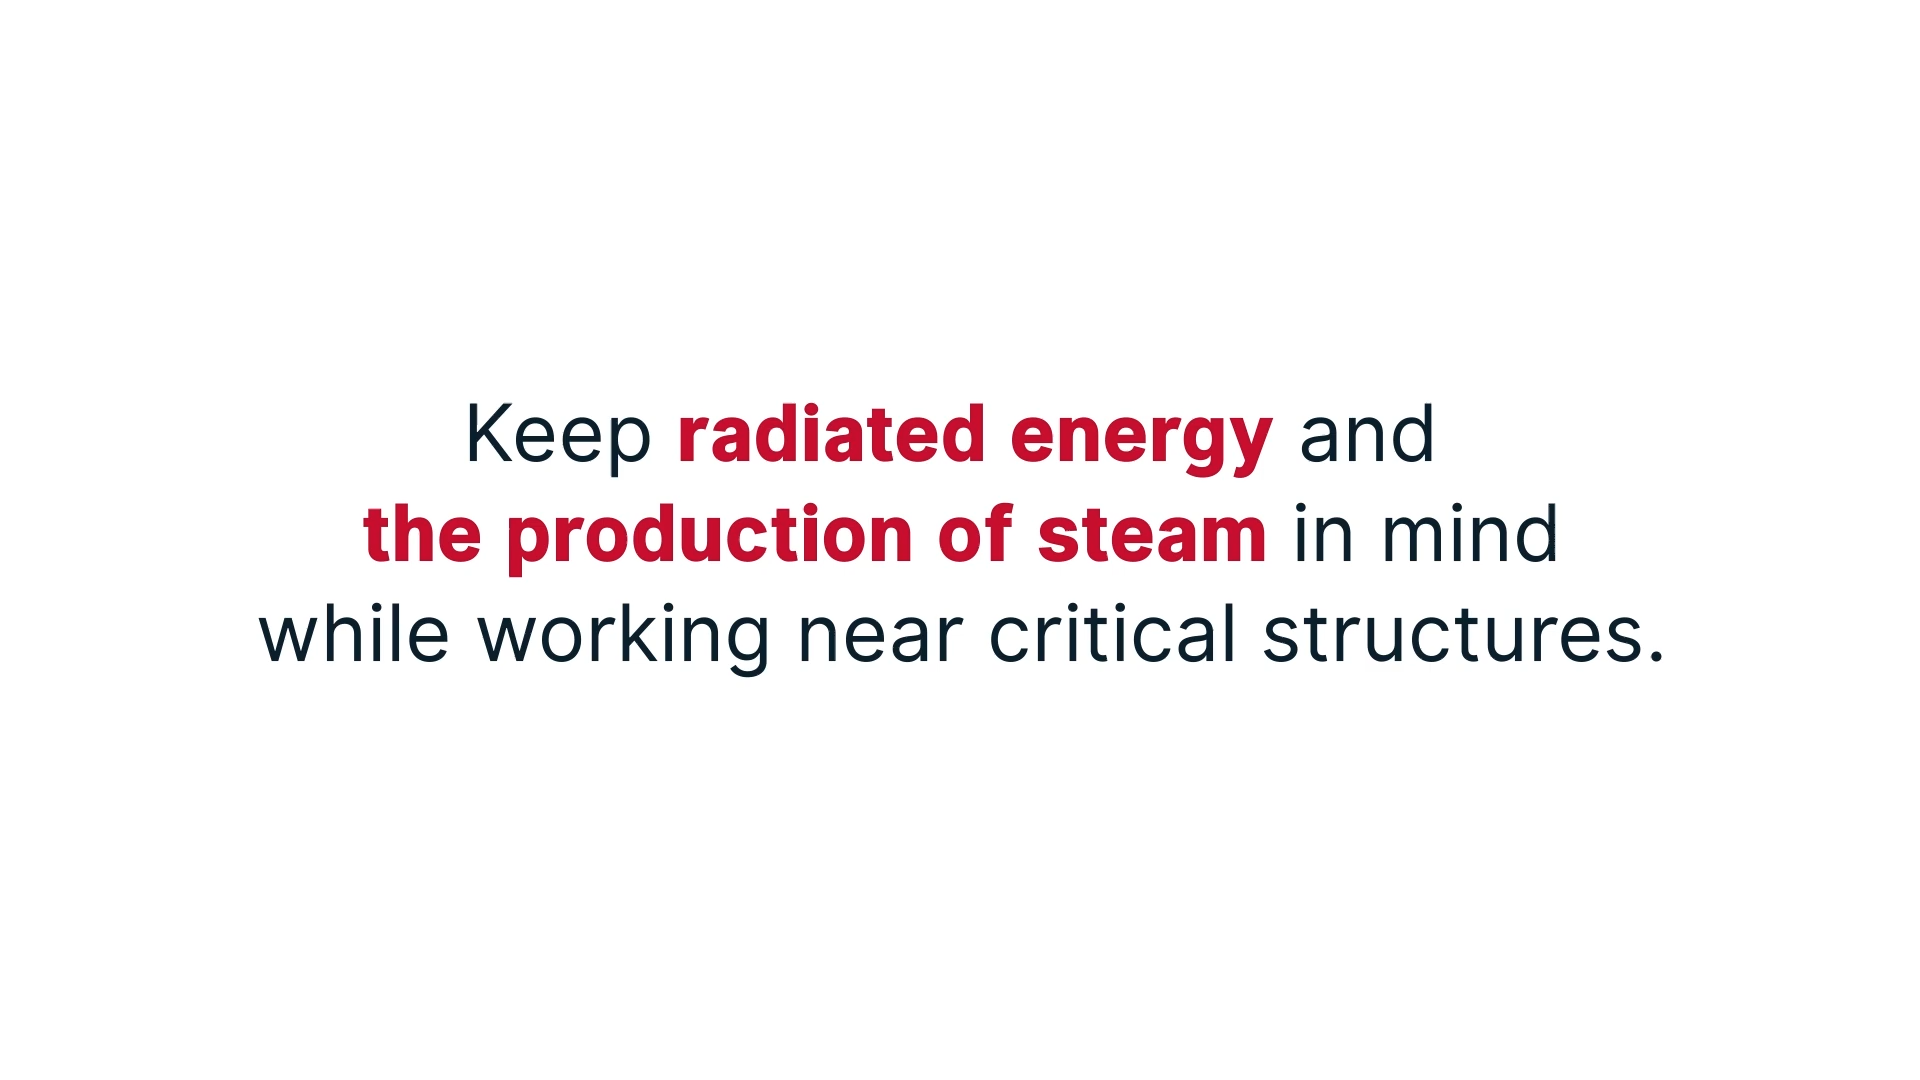 Keep radiated energy and
the production of steam in mind
while working near critical structures.